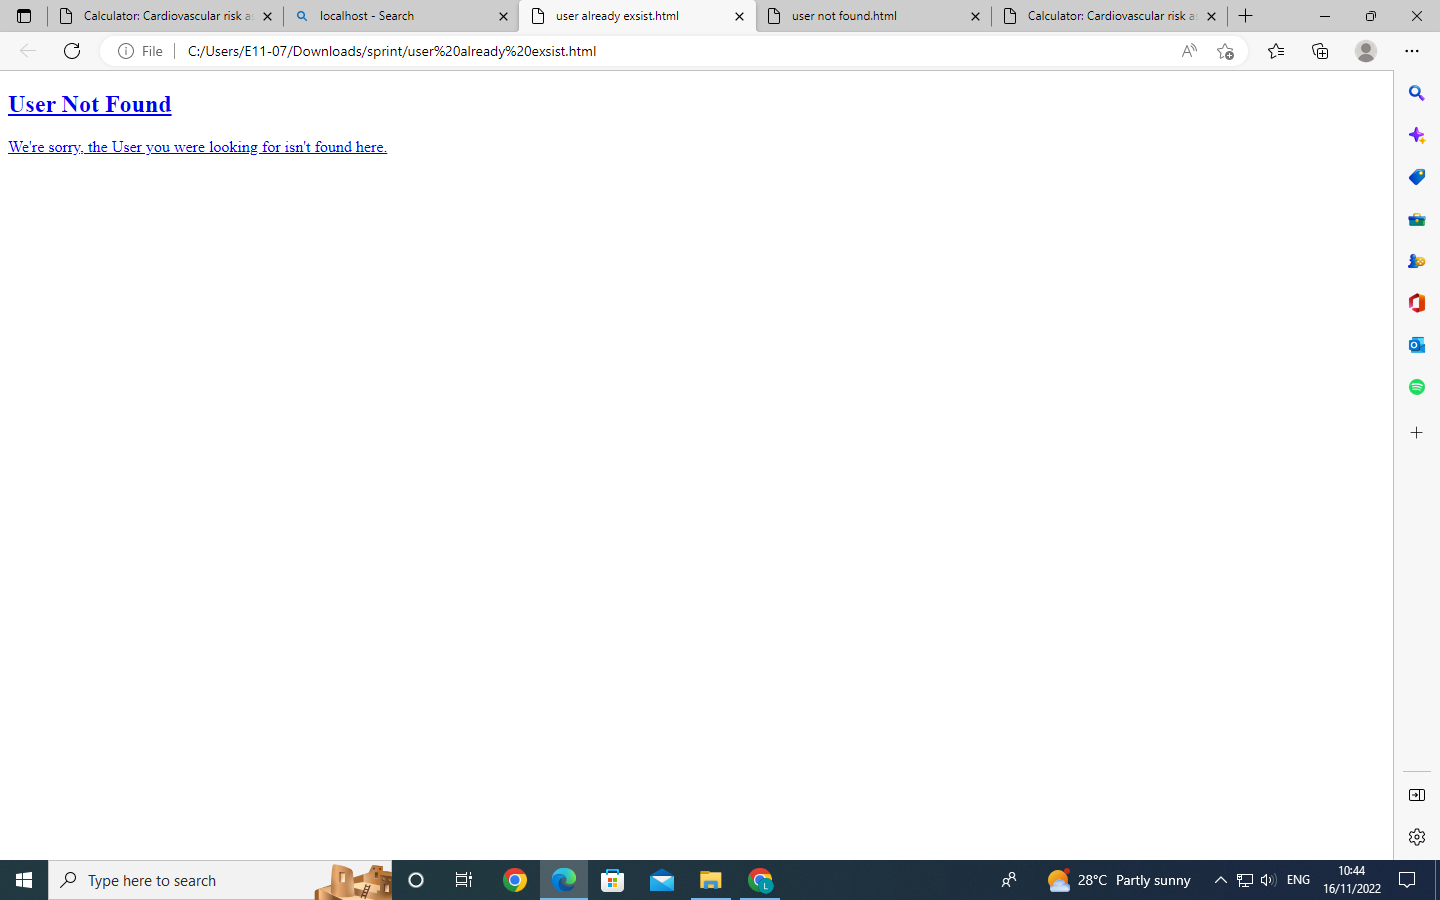 Calculator: Cardiovascular risk as
localhost - Search
user already exsist.html
user not found.html
Calculator: Cardiovascular risk as
File
C:/Users/E11-07/Downloads/sprint/user%20already%20exsist.html
User Not Found
We're sorry, the User you were looking for isn't found here.
Type here to search
L
28°C Partly sunny
ENG
10:44
16/11/2022